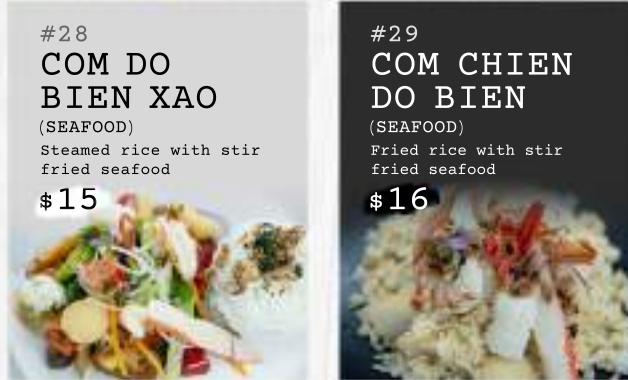 #28
COM DO
BIEN XAO
(SEAFOOD)
Steamed rice with stir
fried seafood
$15
#29
COM CHIEN
DO BIEN
(SEAFOOD)
Fried rice with stir
fried seafood
$16